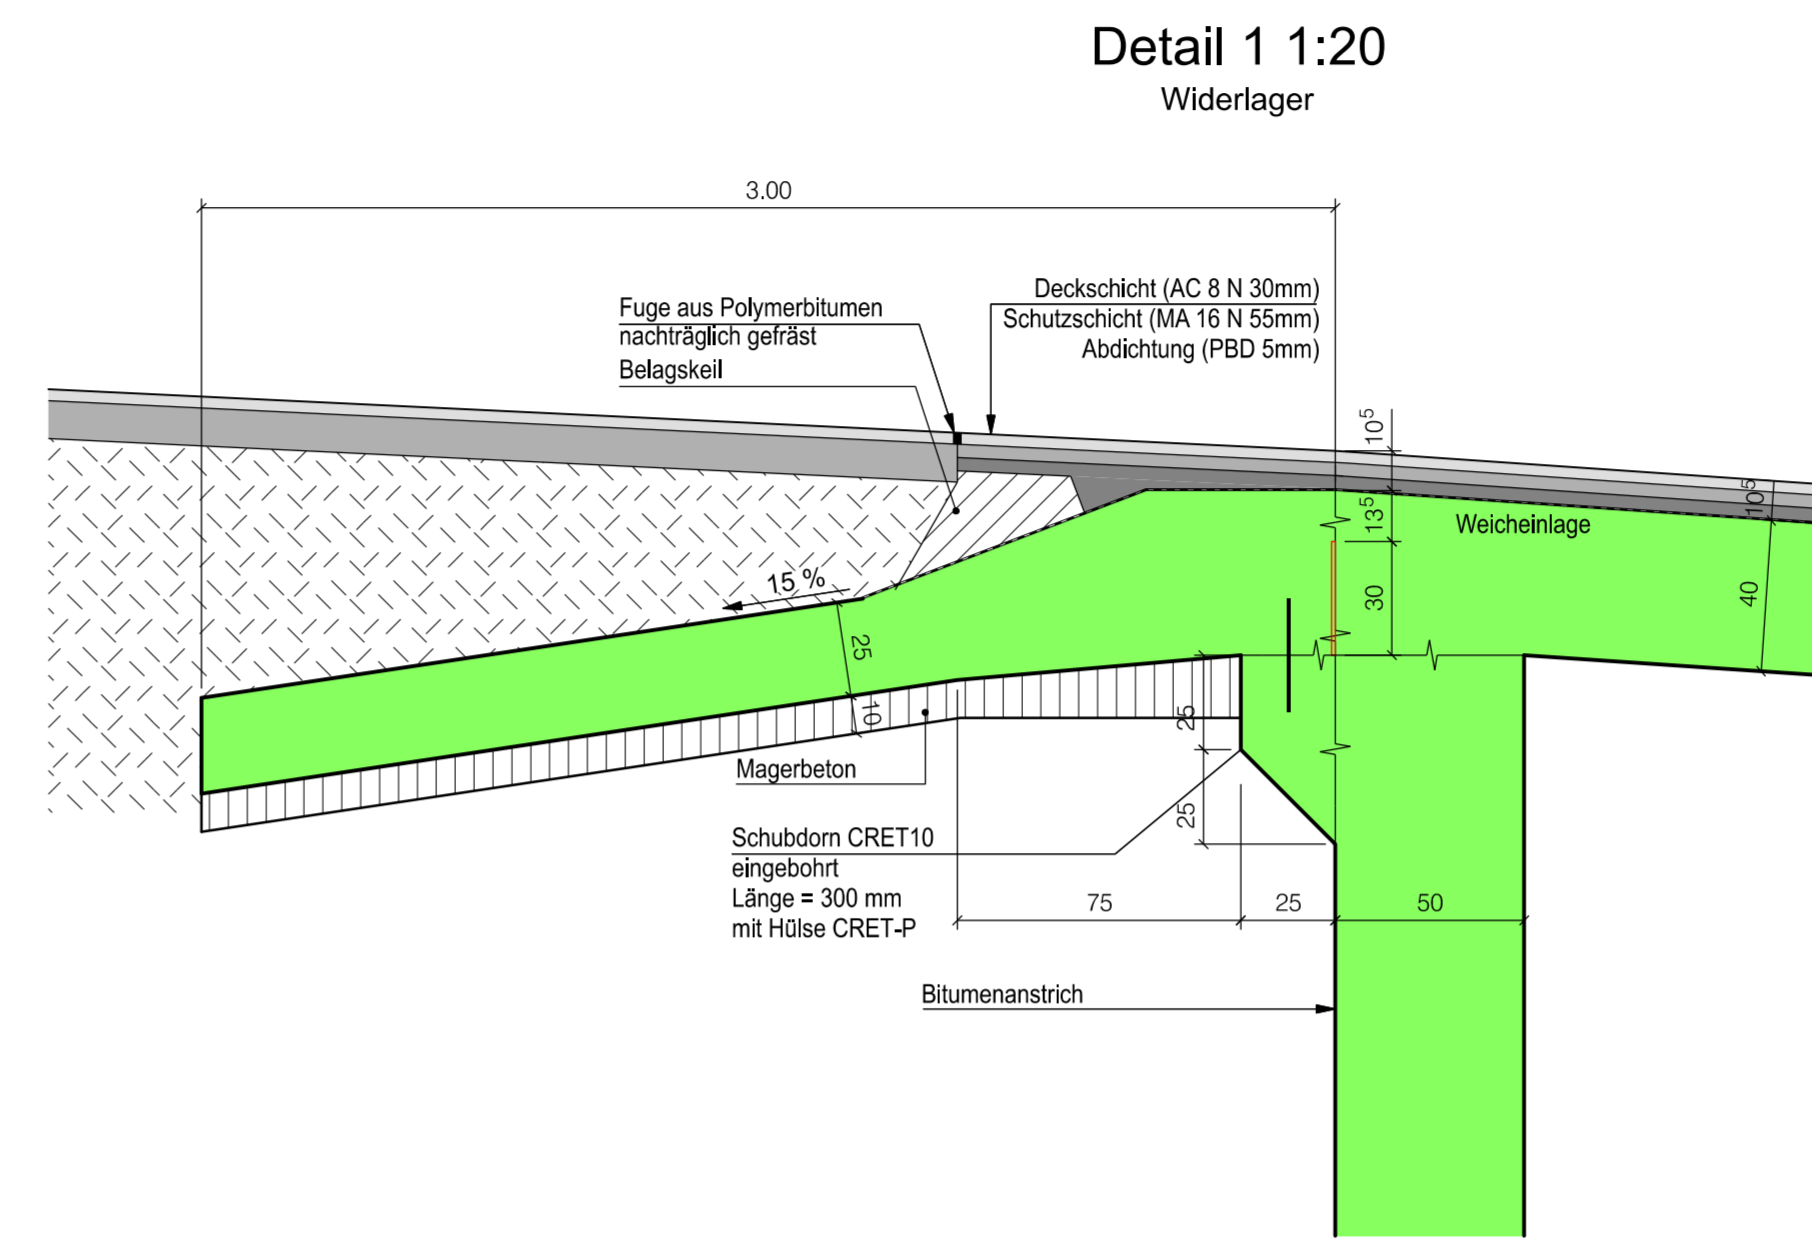 Detail 1 1:20
Widerlager
3.00
Deckschicht (AC 8 N 30mm)
Schutzschicht (MA 16 N 55mm)
Abdichtung (PBD 5mm)
Fuge aus Polymerbitumen
nachträglich gefräst
Belagskeil
10⁵
10⁵
13⁵
Weicheinlage
15 %
30
40
25
10
25
Magerbeton
25
Schubdorn CRET10
eingebohrt
Länge = 300 mm
mit Hülse CRET-P
75
25
50
Bitumenanstrich